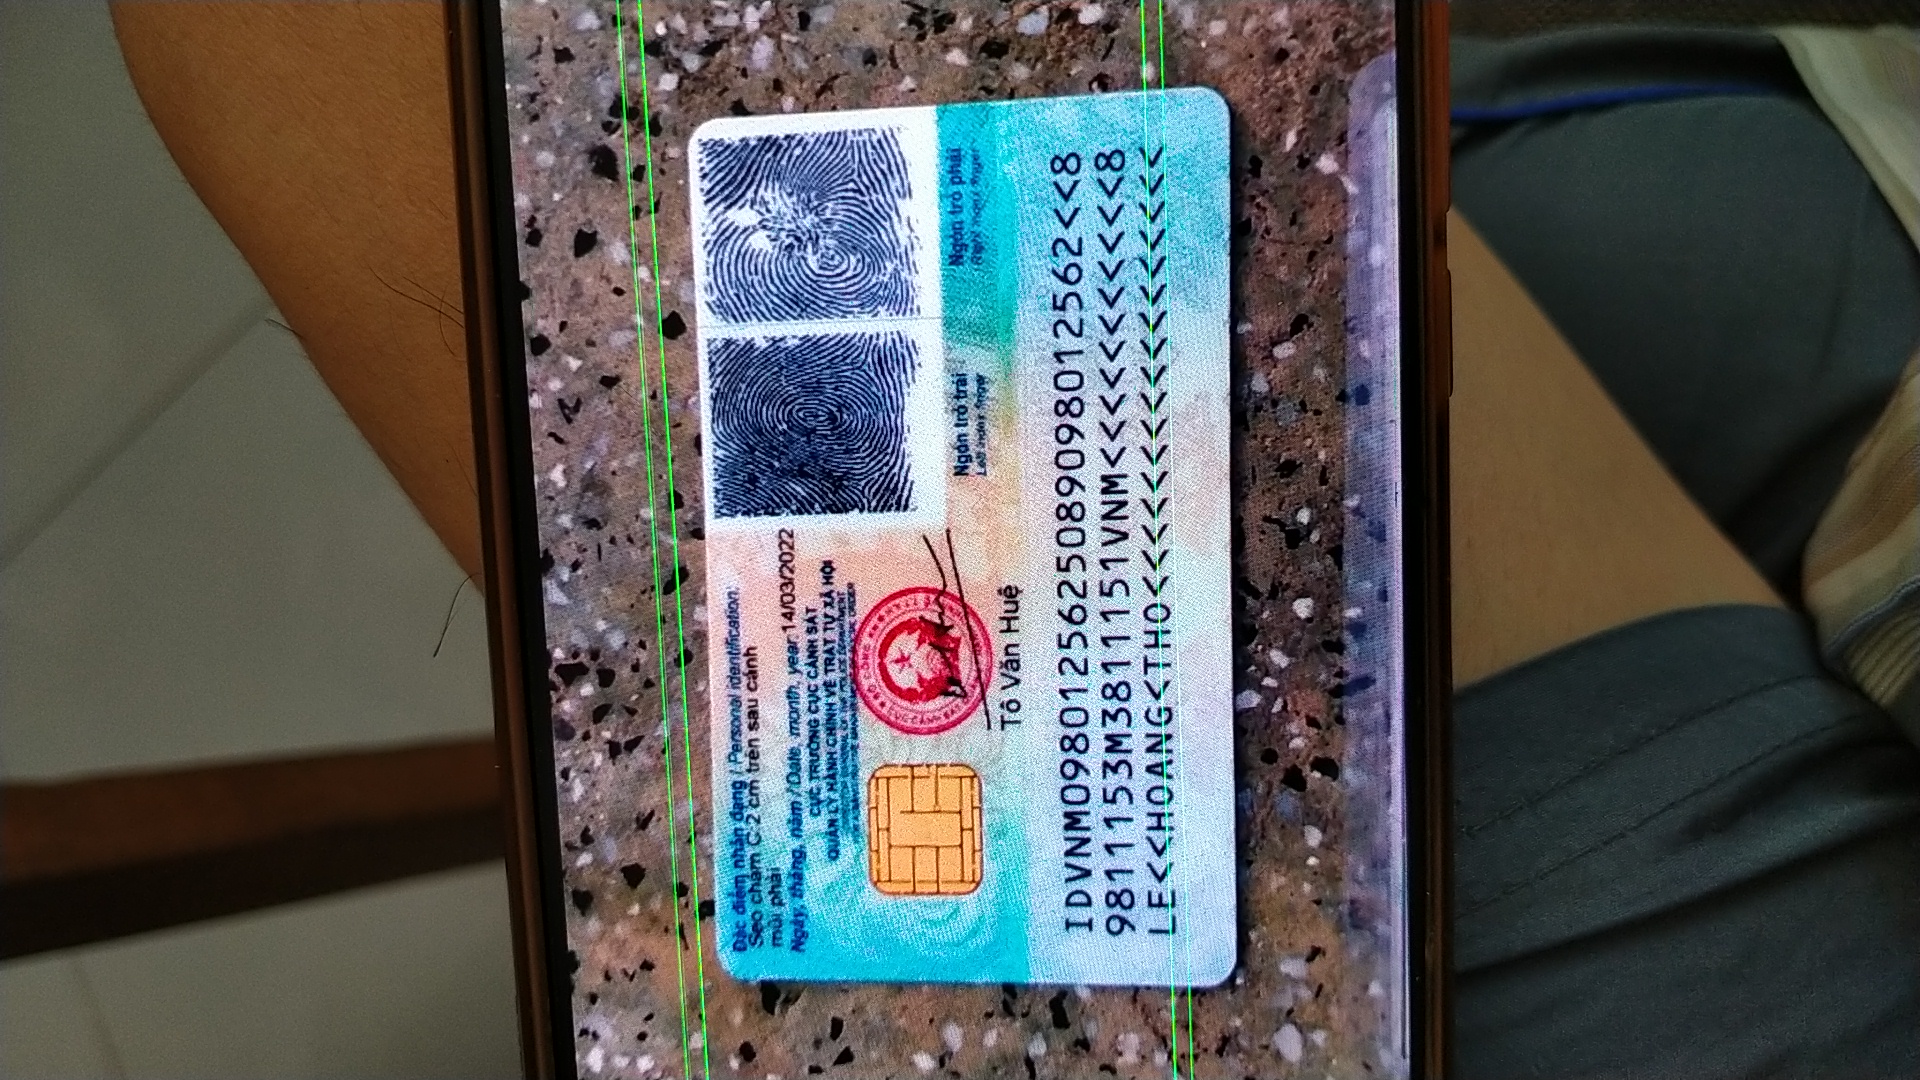 Đặc điểm nhân dạng / Personal identification:
Sẹo chấm C:2 cm trên sau cánh
mũi phải
Ngày, tháng, năm / Date, month, year 14/03/2022
CỤC TRƯỞNG CỤC CẢNH SÁT
QUẢN LÝ HÀNH CHÍNH VỀ TRẬT TỰ XÃ HỘI
Tô Văn Huệ
Ngón trỏ trái
Left index finger
Ngón trỏ phải
Right index finger
IDVNM0980125625089098012562<<8
9811153M3811151VNM<<<<<<<<<<<8
LE<<HOANG<THO<<<<<<<<<<<<<<<<<